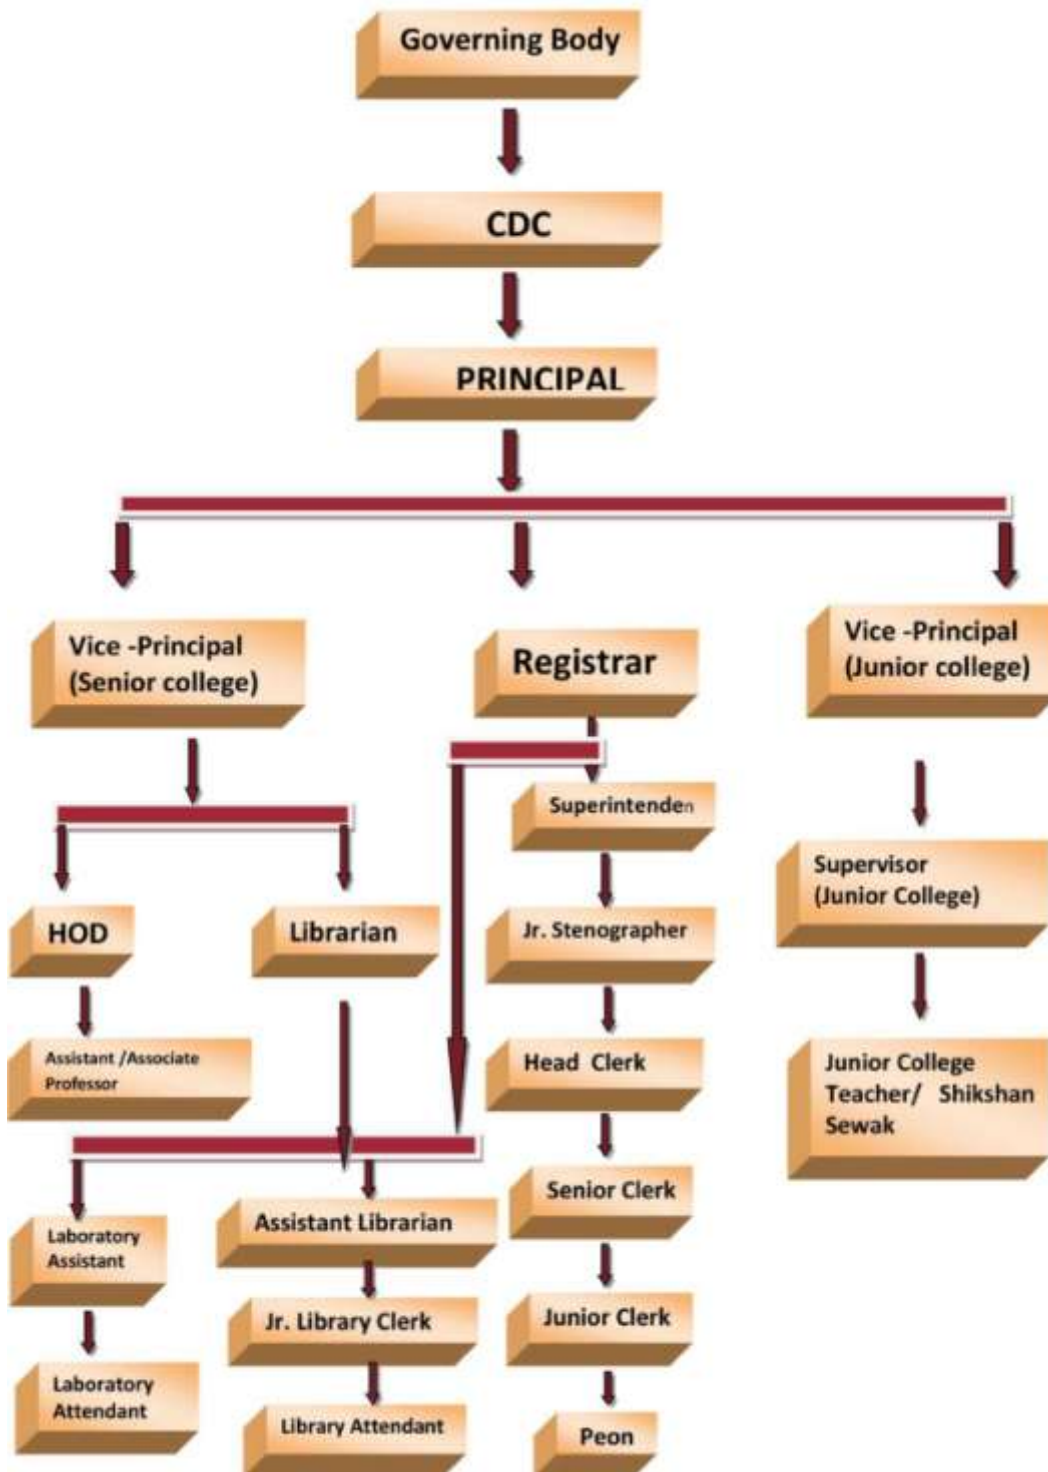 Governing Body
CDC
PRINCIPAL
Vice -Principal
(Senior college)
Registrar
Vice -Principal
(Junior college)
Superintenden
Supervisor
(Junior College)
HOD
Librarian
Jr. Stenographer
Assistant /Associate
Professor
Head Clerk
Junior College
Teacher/ Shikshan
Sewak
Senior Clerk
Laboratory
Assistant
Assistant Librarian
Jr. Library Clerk
Junior Clerk
Laboratory
Attendant
Library Attendant
Peon